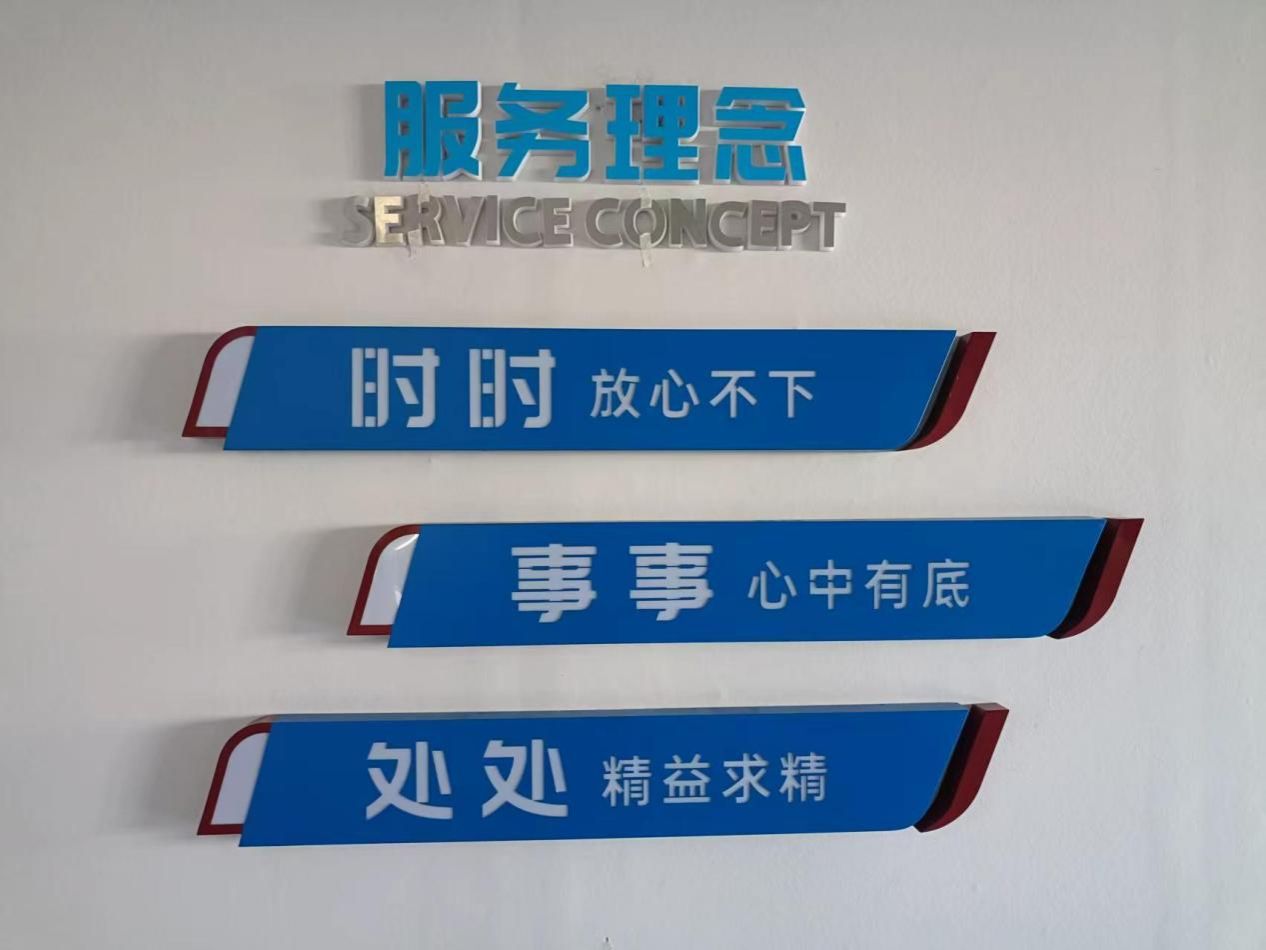 服务理念
SERVICE CONCEPT
时时 放心不下
事事 心中有底
处处 精益求精